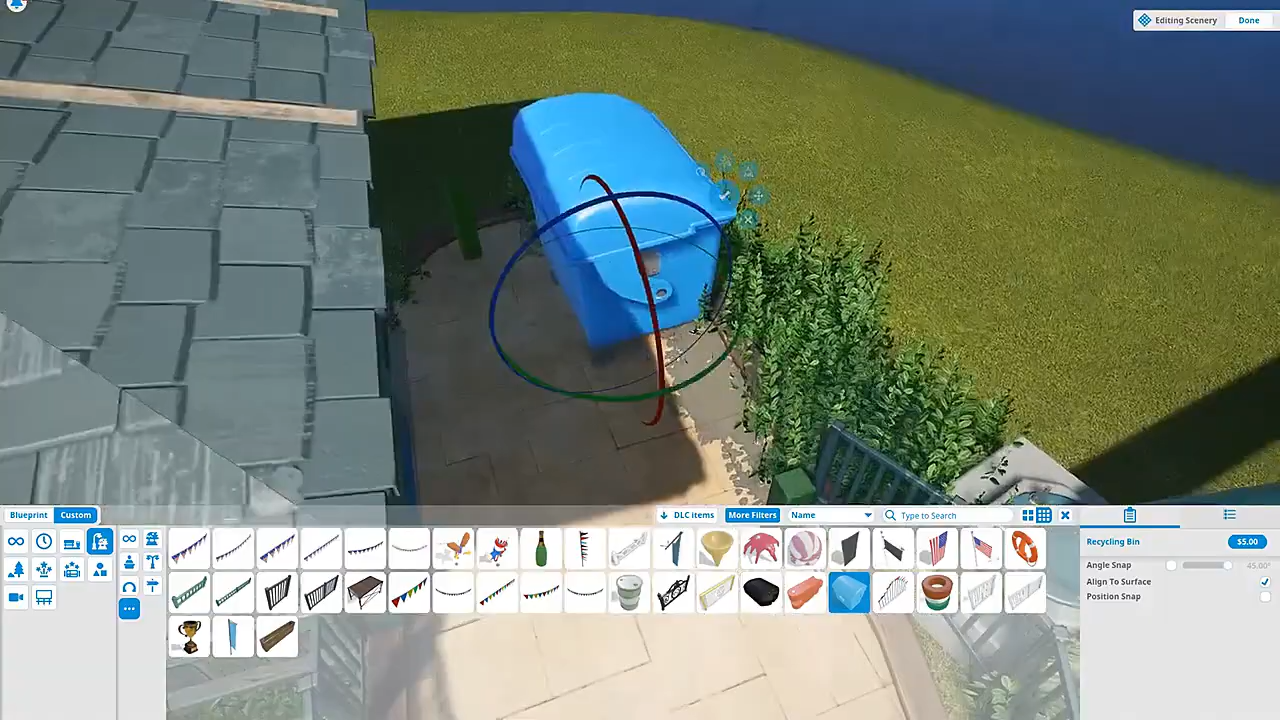 Editing Scenery Done
Blueprint Custom DLC items More Filters Name Type to Search
Recycling Bin $5.00
Angle Snap 45.00°
Align To Surface
Position Snap